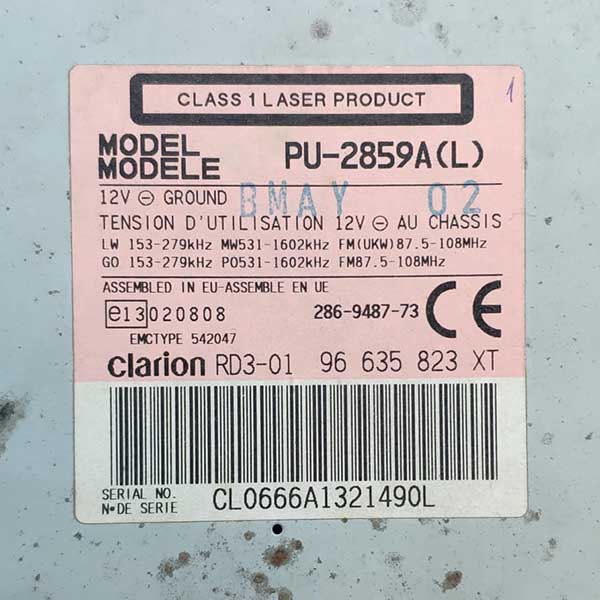 CLASS 1 LASER PRODUCT
1
MODEL
MODELE PU-2859A(L)
12V ⊖ GROUND BMAY 02
TENSION D'UTILISATION 12V ⊖ AU CHASSIS
LW 153-279kHz MW531-1602kHz FM(UKW)87.5-108MHz
GO 153-279kHz PO531-1602kHz FM87.5-108MHz
ASSEMBLED IN EU-ASSEMBLE EN UE
e13 020808 286-9487-73 CE
EMCTYPE 542047
clarion RD3-01 96 635 823 XT
SERIAL NO.
N°DE SERIE CL0666A1321490L